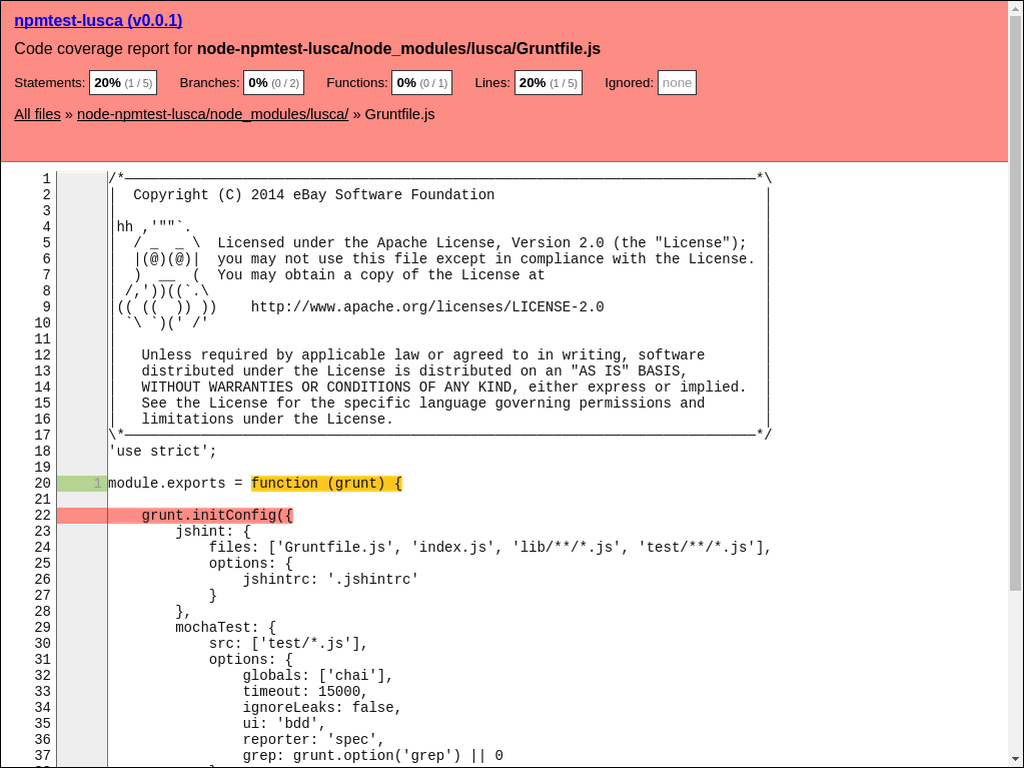 npmtest-lusca (v0.0.1)
Code coverage report for node-npmtest-lusca/node_modules/lusca/Gruntfile.js
Statements: 20% (1 / 5) Branches: 0% (0 / 2) Functions: 0% (0 / 1) Lines: 20% (1 / 5) Ignored: none
All files » node-npmtest-lusca/node_modules/lusca/ » Gruntfile.js
1 /*───────────────────────────────────────────────────────────────────────────*\
2 │  Copyright (C) 2014 eBay Software Foundation                                │
3 │                                                                             │
4 │hh ,'""`.                                                                    │
5 │  / _  _ \  Licensed under the Apache License, Version 2.0 (the "License");  │
6 │  |(@)(@)|  you may not use this file except in compliance with the License. │
7 │  )  __  (  You may obtain a copy of the License at                          │
8 │ /,'))((`.\                                                                  │
9 │(( ((  )) ))    http://www.apache.org/licenses/LICENSE-2.0                   │
10 │ `\ `)(' /'                                                                  │
11 │                                                                             │
12 │   Unless required by applicable law or agreed to in writing, software       │
13 │   distributed under the License is distributed on an "AS IS" BASIS,         │
14 │   WITHOUT WARRANTIES OR CONDITIONS OF ANY KIND, either express or implied.  │
15 │   See the License for the specific language governing permissions and       │
16 │   limitations under the License.                                            │
17 \*───────────────────────────────────────────────────────────────────────────*/
18 'use strict';
19
20 1 module.exports = function (grunt) {
21
22     grunt.initConfig({
23         jshint: {
24             files: ['Gruntfile.js', 'index.js', 'lib/**/*.js', 'test/**/*.js'],
25             options: {
26                 jshintrc: '.jshintrc'
27             }
28         },
29         mochaTest: {
30             src: ['test/*.js'],
31             options: {
32                 globals: ['chai'],
33                 timeout: 15000,
34                 ignoreLeaks: false,
35                 ui: 'bdd',
36                 reporter: 'spec',
37                 grep: grunt.option('grep') || 0